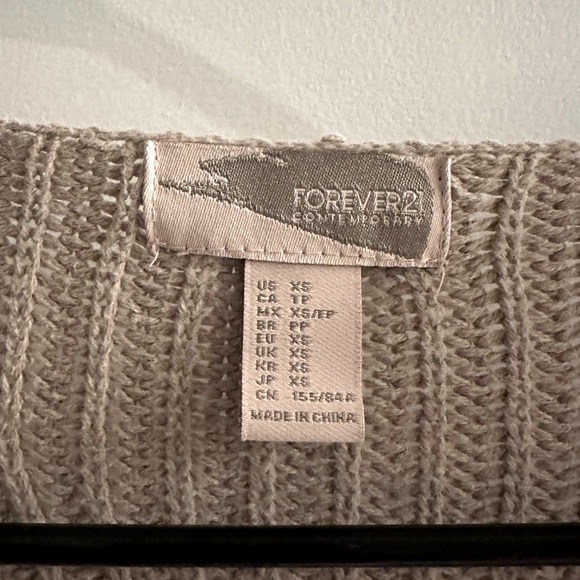 FOREVER21
CONTEMPORARY
US XS
CA TP
MX XS/EP
BR PP
EU XS
UK XS
KR XS
JP XS
CN 155/84A
MADE IN CHINA